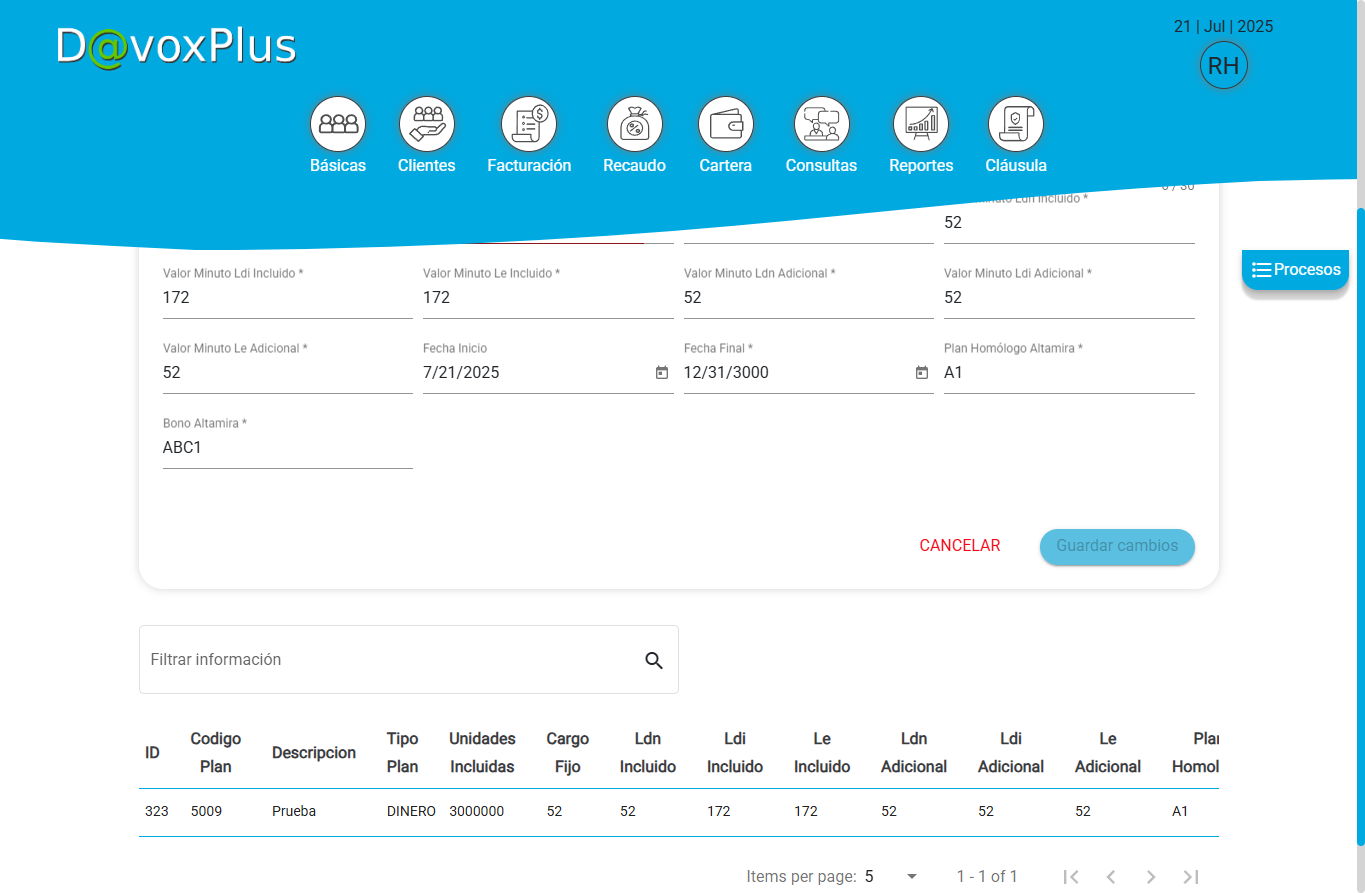 D@voxPlus
21 | Jul | 2025
RH
Básicas Clientes Facturación Recaudo Cartera Consultas Reportes Cláusula
Ldn Incluido *
52
Procesos
Valor Minuto Ldi Incluido * Valor Minuto Le Incluido * Valor Minuto Ldn Adicional * Valor Minuto Ldi Adicional *
172 172 52 52
Valor Minuto Le Adicional * Fecha Inicio Fecha Final * Plan Homólogo Altamira *
52 7/21/2025 12/31/3000 A1
Bono Altamira *
ABC1
CANCELAR Guardar cambios
Filtrar información
ID Codigo Plan Descripcion Tipo Plan Unidades Incluidas Cargo Fijo Ldn Incluido Ldi Incluido Le Incluido Ldn Adicional Ldi Adicional Le Adicional
323 5009 Prueba DINERO 3000000 52 52 172 172 52 52 52 A1
Items per page: 5 1 - 1 of 1